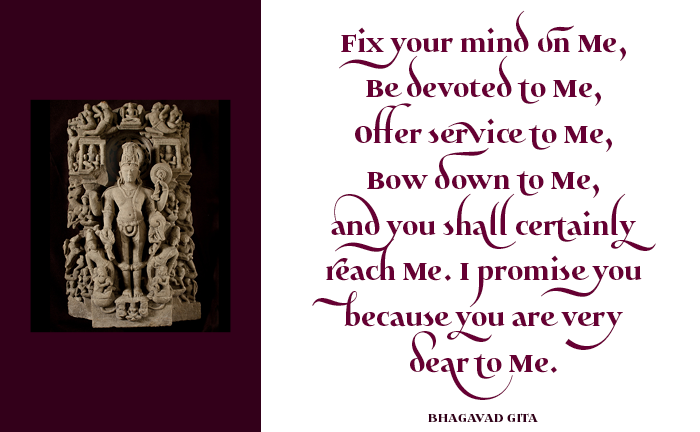 Fix your mind on Me,
Be devoted to Me,
Offer service to Me,
Bow down to Me,
and you shall certainly
reach Me. I promise you
because you are very
dear to Me.
BHAGAVAD GITA